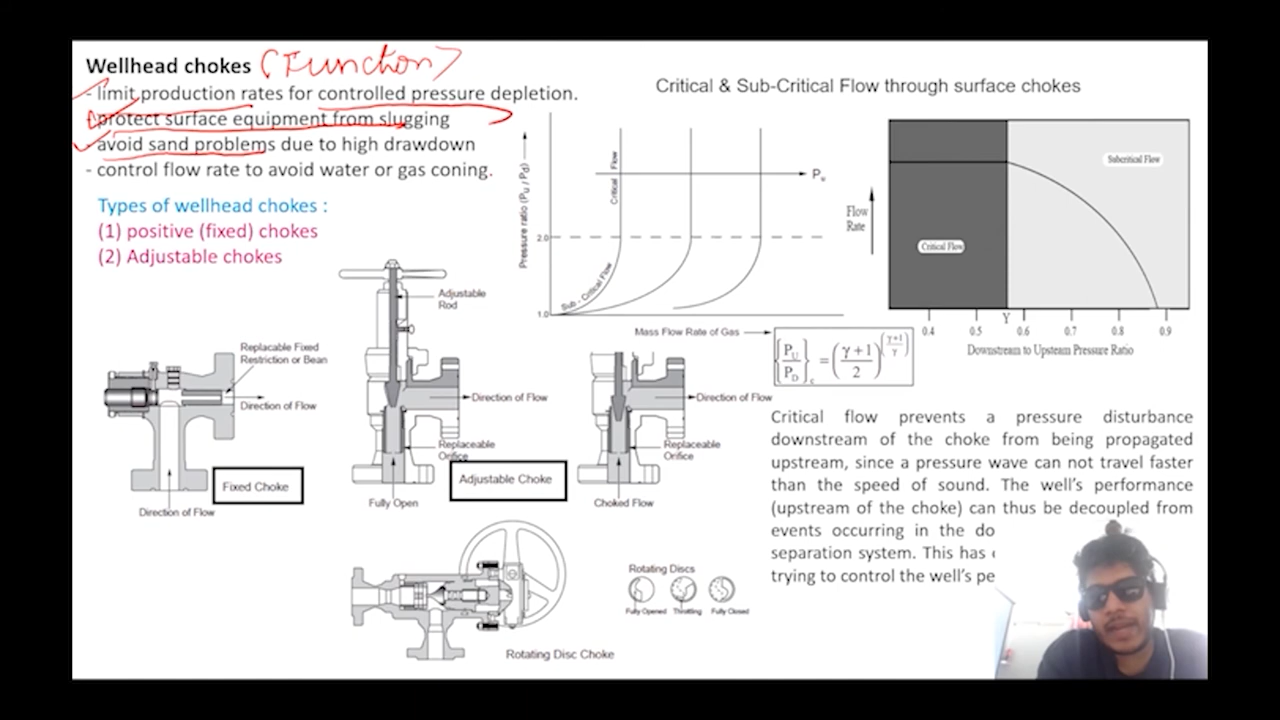 Wellhead chokes (Function)
- limit production rates for controlled pressure depletion.
- protect surface equipment from slugging
- avoid sand problems due to high drawdown
- control flow rate to avoid water or gas coning.
Types of wellhead chokes :
(1) positive (fixed) chokes
(2) Adjustable chokes
Replacable Fixed
Restriction or Bean
Direction of Flow
Fixed Choke
Direction of Flow
Adjustable
Rod
Direction of Flow
Replaceable
Orifice
Fully Open
Adjustable Choke
Direction of Flow
Replaceable
Orifice
Choked Flow
Rotating Discs
Fully Opened Throttling Fully Closed
Rotating Disc Choke
Critical & Sub-Critical Flow through surface chokes
Pressure ratio (Pu / Pd)
2.0
1.0
Critical Flow
Sub - Critical Flow
Pu
Mass Flow Rate of Gas
Flow
Rate
Critical Flow
Subcritical Flow
0.4 0.5 Y 0.6 0.7 0.8 0.9
Downstream to Upsteam Pressure Ratio
{PU/PD}c = (γ+1/2)(γ+1/γ)
Critical flow prevents a pressure disturbance
downstream of the choke from being propagated
upstream, since a pressure wave can not travel faster
than the speed of sound. The well's performance
(upstream of the choke) can thus be decoupled from
events occurring in the do
separation system. This has
trying to control the well's pe